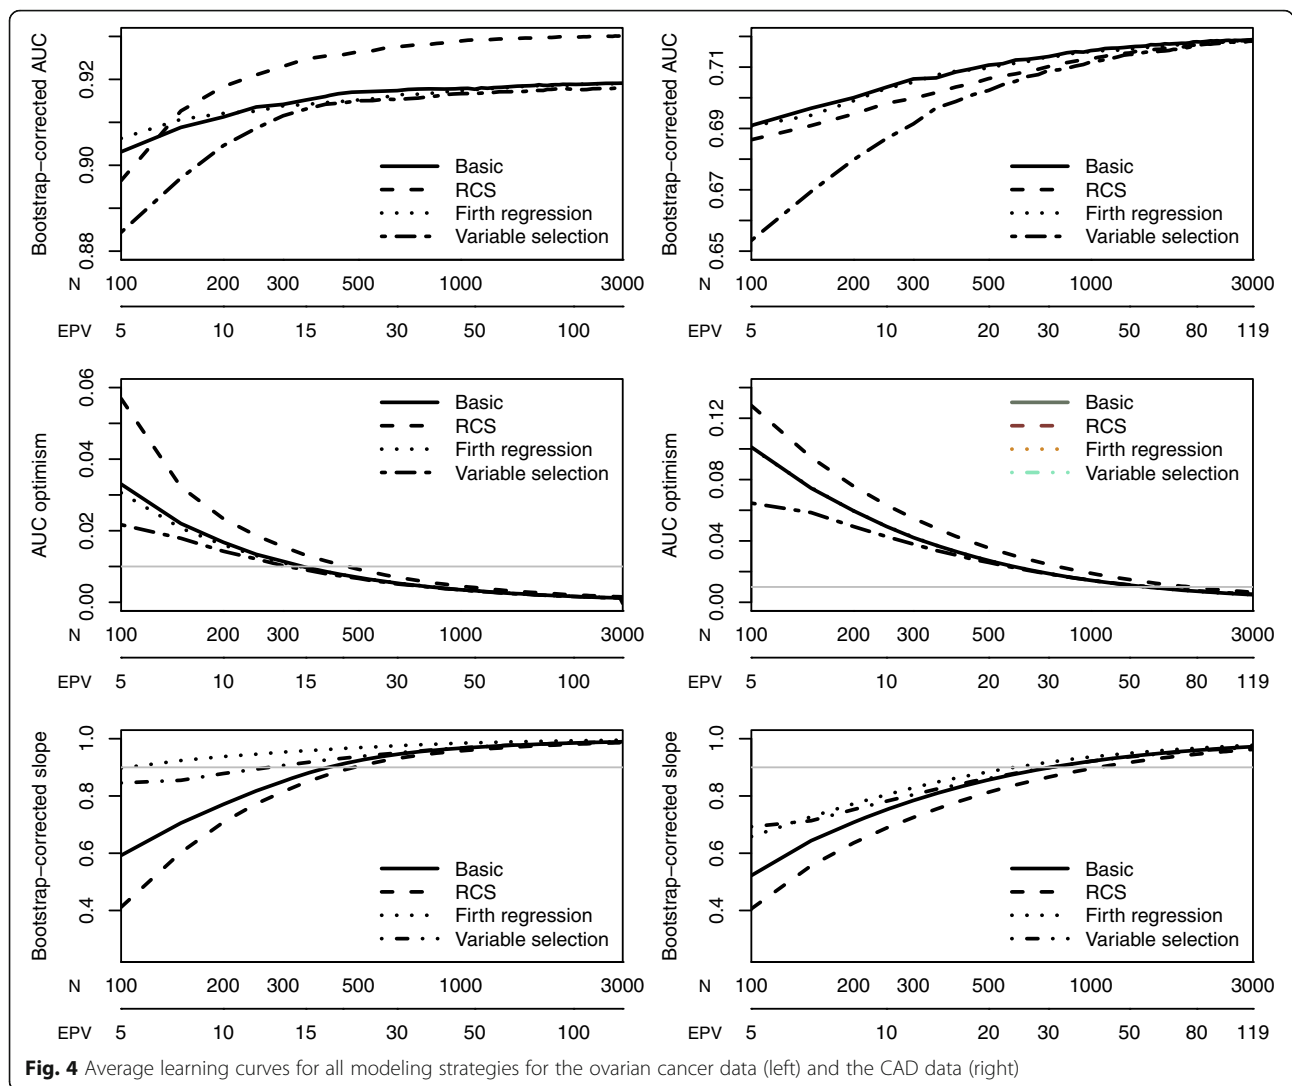 Bootstrap−corrected AUC
0.88 0.90 0.92
Basic
RCS
Firth regression
Variable selection
N 100 200 300 500 1000 3000
EPV 5 10 15 30 50 100
Bootstrap−corrected AUC
0.65 0.67 0.69 0.71
Basic
RCS
Firth regression
Variable selection
100 200 300 500 1000 3000
5 10 20 30 50 80 119
AUC optimism
0.00 0.02 0.04 0.06
Basic
RCS
Firth regression
Variable selection
N 100 200 300 500 1000 3000
EPV 5 10 15 30 50 100
AUC optimism
0.00 0.04 0.08 0.12
Basic
RCS
Firth regression
Variable selection
N 100 200 300 500 1000 3000
EPV 5 10 20 30 50 80 119
Bootstrap−corrected slope
0.4 0.6 0.8 1.0
Basic
RCS
Firth regression
Variable selection
N 100 200 300 500 1000 3000
EPV 5 10 15 30 50 100
Bootstrap−corrected slope
0.4 0.6 0.8 1.0
Basic
RCS
Firth regression
Variable selection
N 100 200 300 500 1000 3000
EPV 5 10 20 30 50 80 119
Fig. 4 Average learning curves for all modeling strategies for the ovarian cancer data (left) and the CAD data (right)